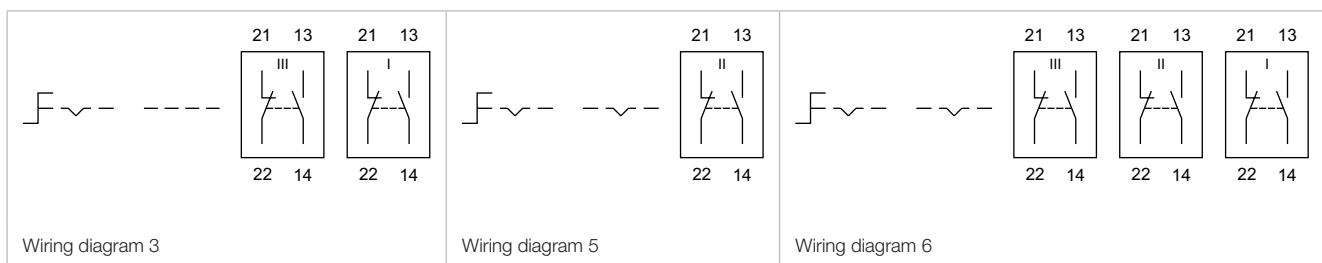 21 13 21 13 21 13 21 13 21 13 21 13
III I II III II I
22 14 22 14 22 14 22 14 22 14 22 14
Wiring diagram 3 Wiring diagram 5 Wiring diagram 6